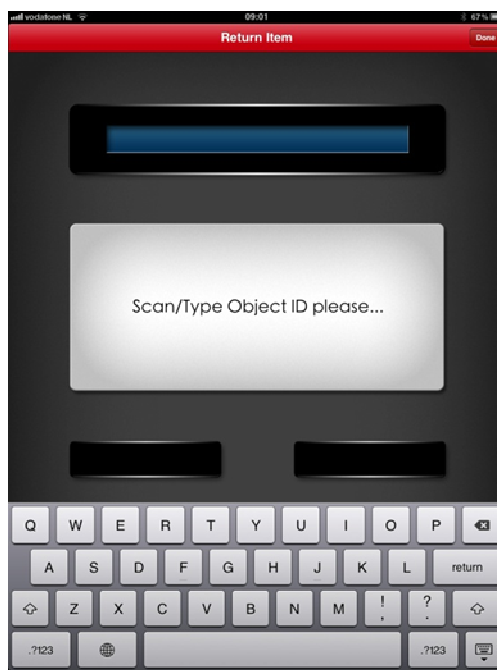 vodafone NL 09:01 67 %
Return Item Done
Scan/Type Object ID please...
Q W E R T Y U I O P
A S D F G H J K L return
Z X C V B N M ! , ? .
.?123 .?123